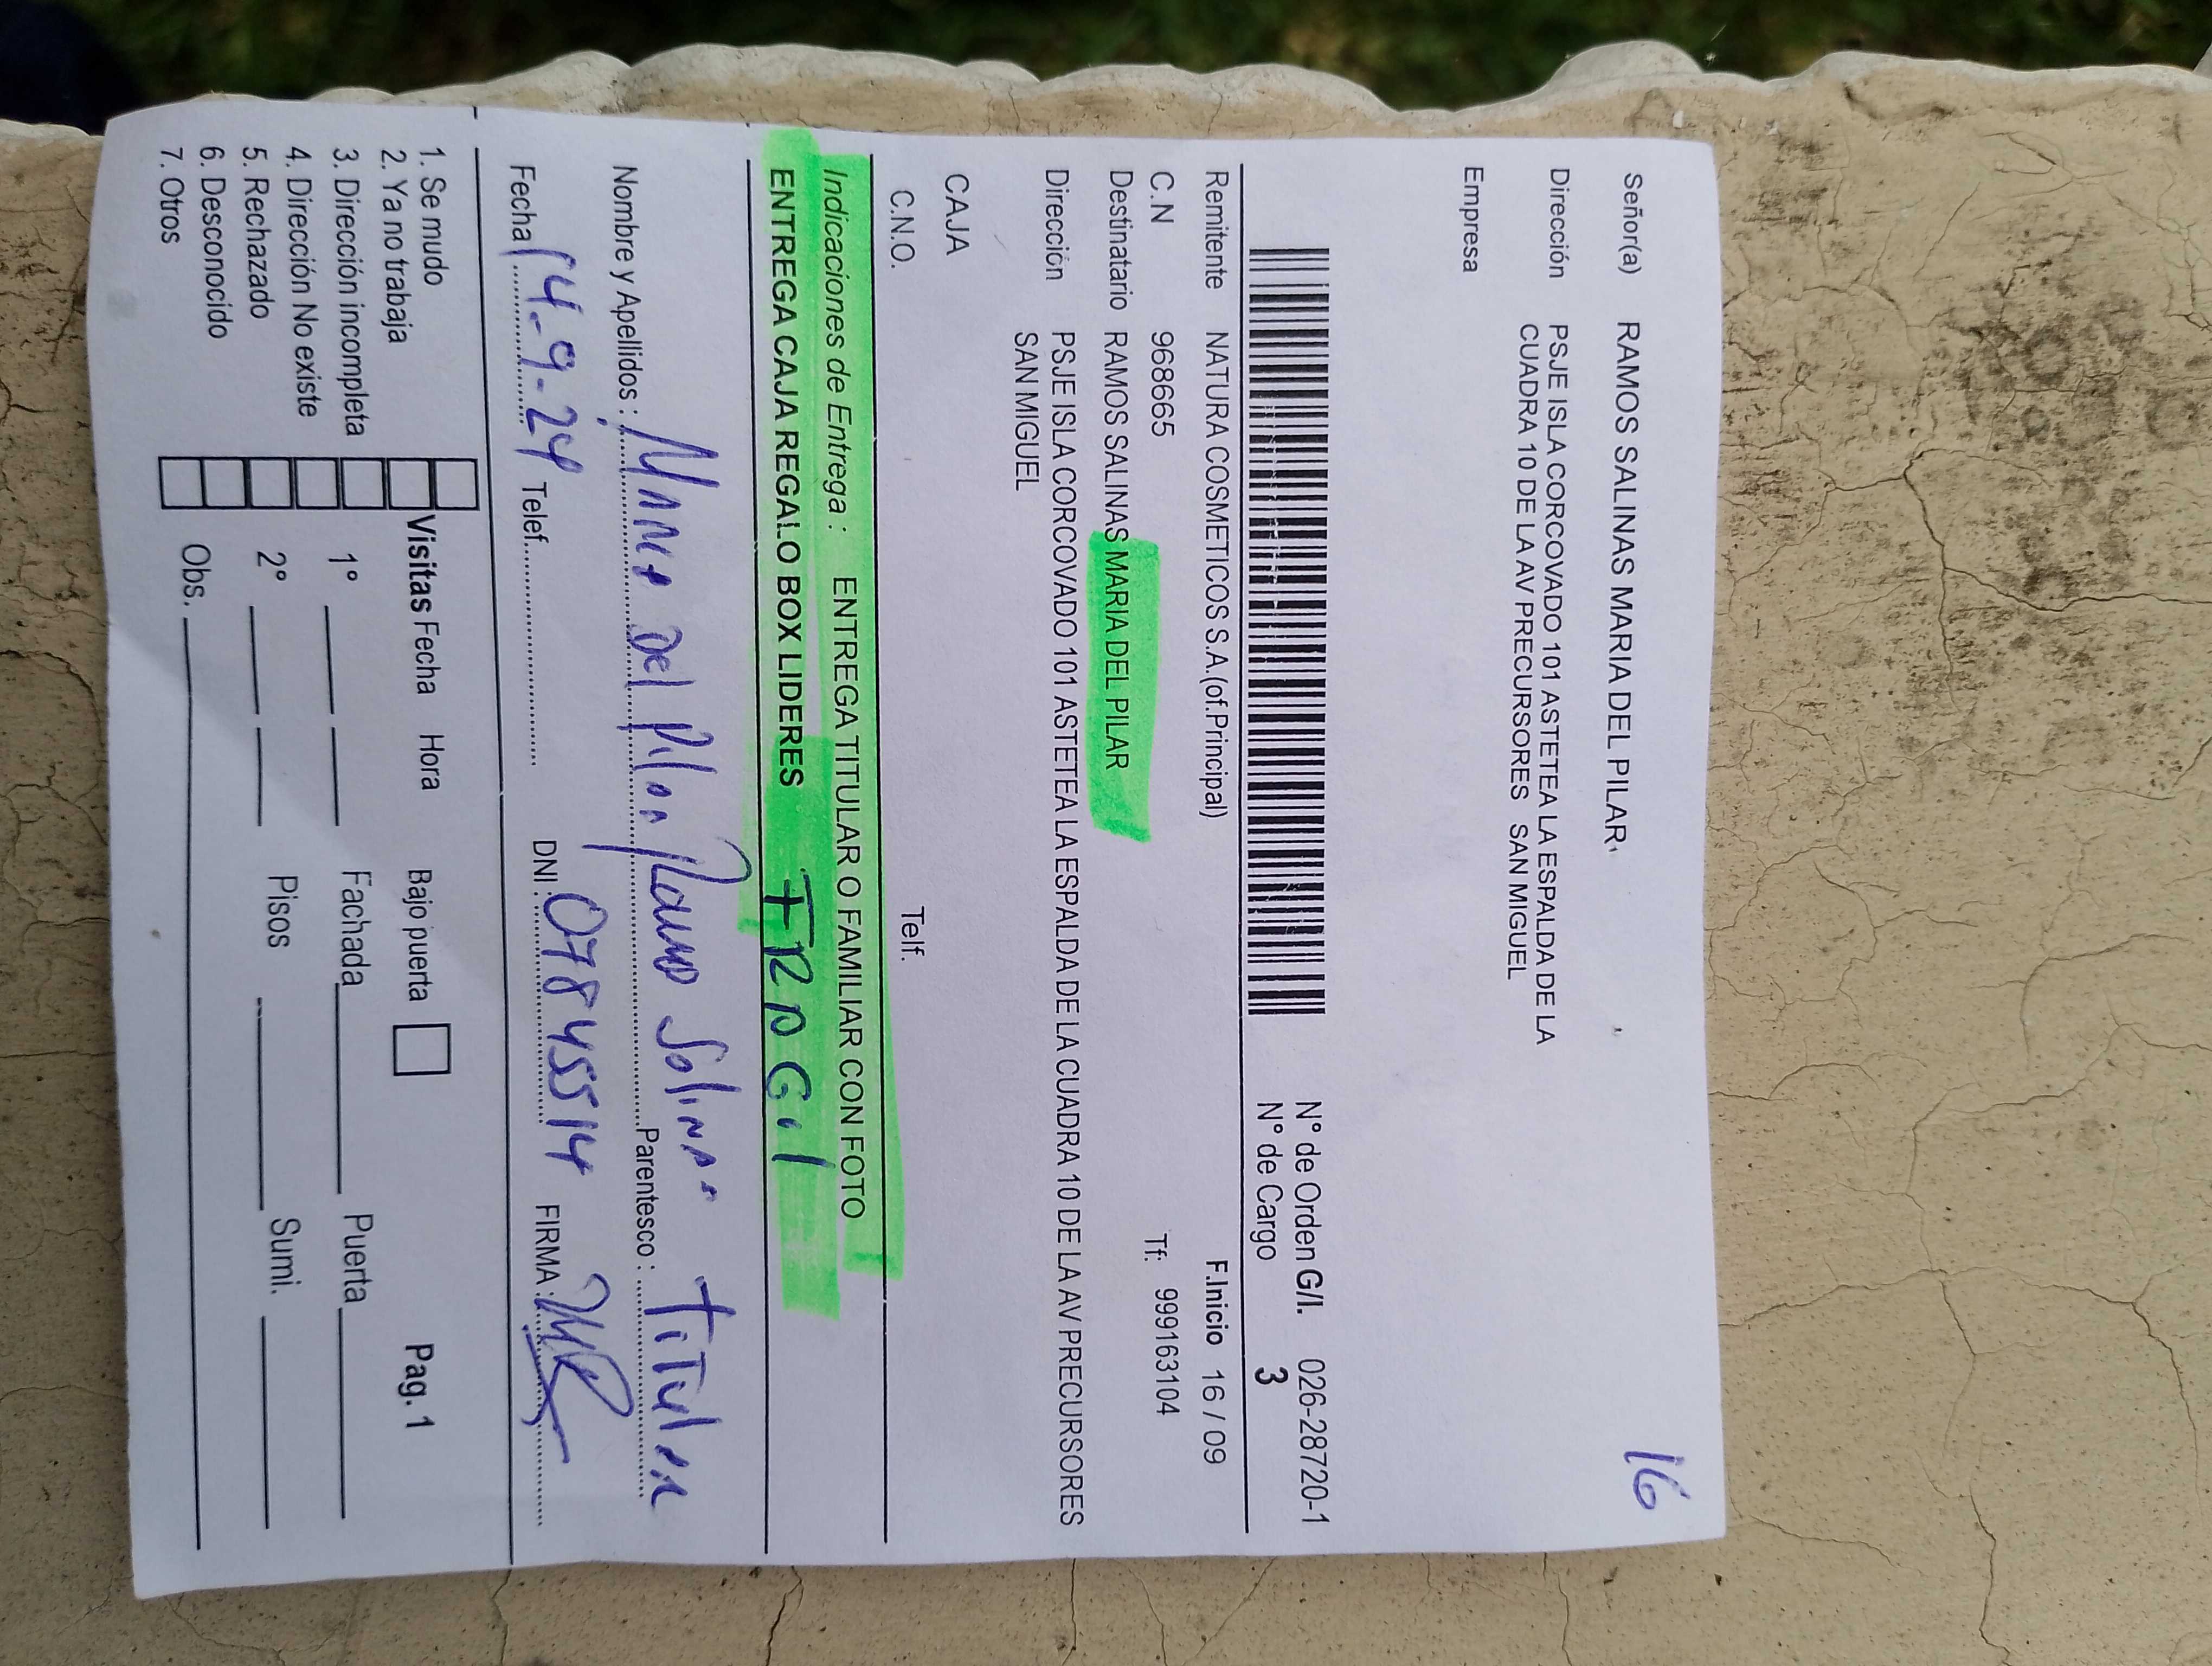 16
Señor(a) RAMOS SALINAS MARIA DEL PILAR
Dirección PSJE ISLA CORCOVADO 101 ASTETEA LA ESPALDA DE LA
CUADRA 10 DE LA AV PRECURSORES SAN MIGUEL
Empresa
N° de Orden G/I. 026-28720-1
N° de Cargo 3
Remitente NATURA COSMETICOS S.A.(of.Principal) F.Inicio 16 / 09
C.N 968665 Tf: 999163104
Destinatario RAMOS SALINAS MARIA DEL PILAR
Dirección PSJE ISLA CORCOVADO 101 ASTETEA LA ESPALDA DE LA CUADRA 10 DE LA AV PRECURSORES
SAN MIGUEL
CAJA
C.N.O. Telf.
Indicaciones de Entrega : ENTREGA TITULAR O FAMILIAR CON FOTO
ENTREGA CAJA REGALO BOX LIDERES
Nombre y Apellidos : Maria Del Pilar Ramos Salinas Parentesco : Titular
Fecha 14-9-24 Telef. DNI : 07845514 FIRMA :
1. Se mudo
2. Ya no trabaja
3. Dirección incompleta
4. Dirección No existe
5. Rechazado
6. Desconocido
7. Otros
Visitas Fecha Hora Bajo puerta Pag. 1
1° Fachada Puerta
2° Pisos Sumi.
Obs.